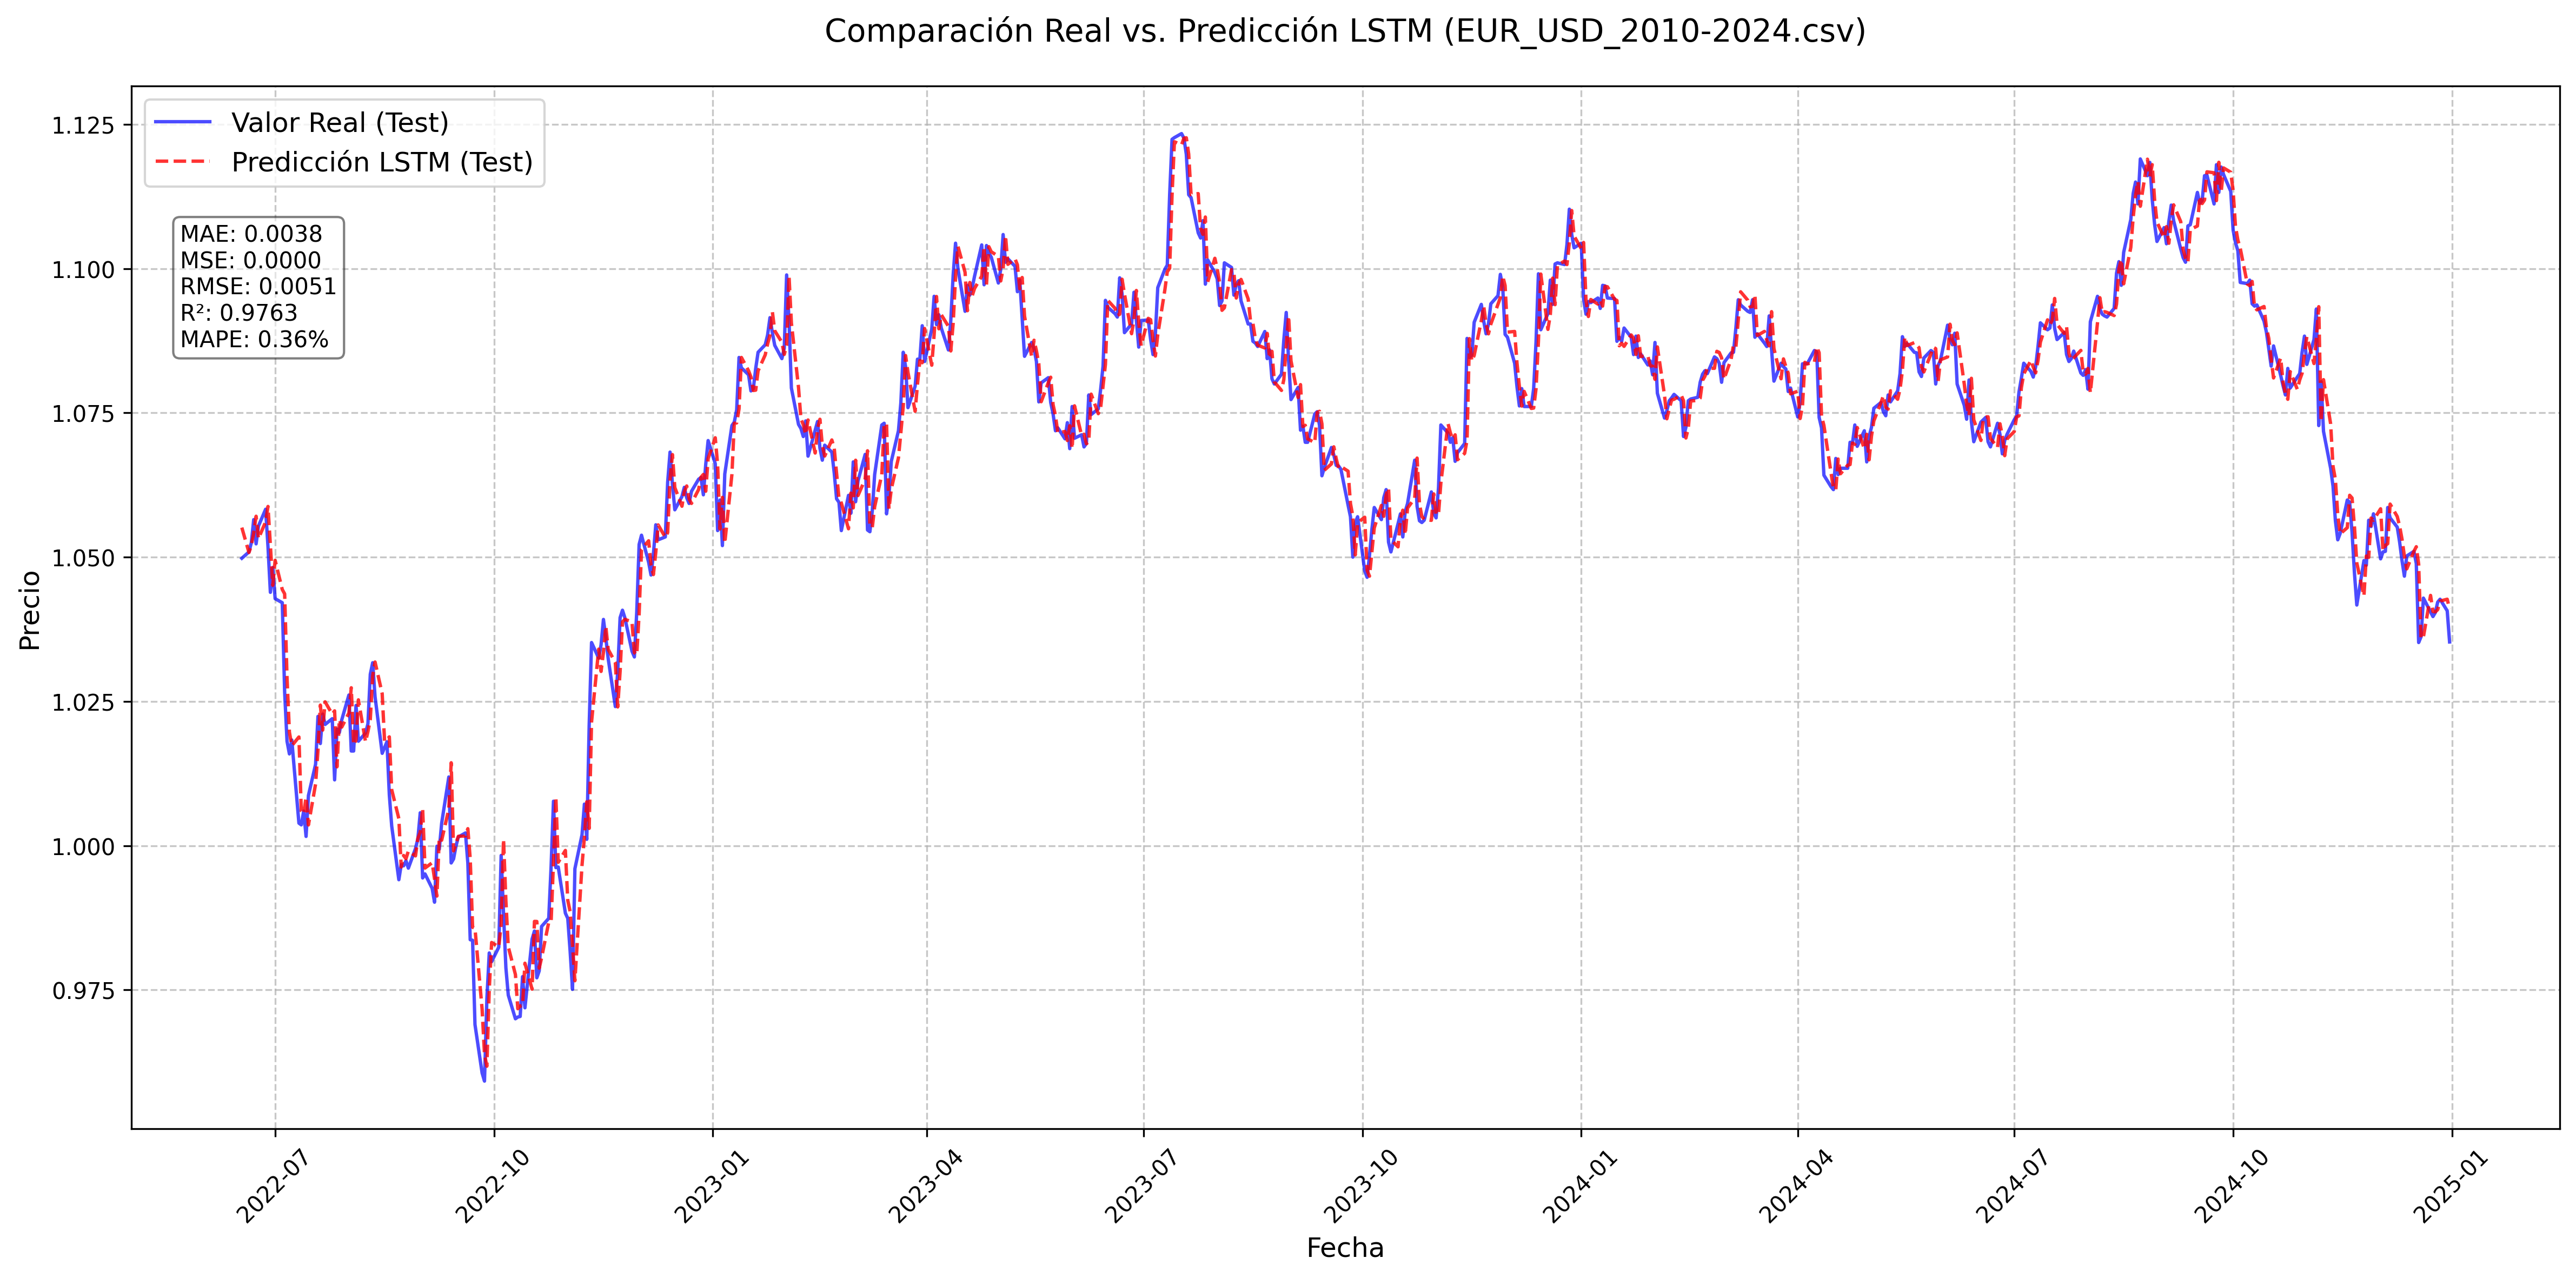 Comparación Real vs. Predicción LSTM (EUR_USD_2010-2024.csv)
Valor Real (Test)
Predicción LSTM (Test)
MAE: 0.0038
MSE: 0.0000
RMSE: 0.0051
R²: 0.9763
MAPE: 0.36%
Precio
1.125
1.100
1.075
1.050
1.025
1.000
0.975
2022-07
2022-10
2023-01
2023-04
2023-07
2023-10
2024-01
2024-04
2024-07
2024-10
2025-01
Fecha